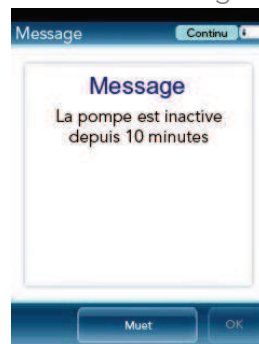 Message
Continu
Message
La pompe est inactive
depuis 10 minutes
Muet
OK